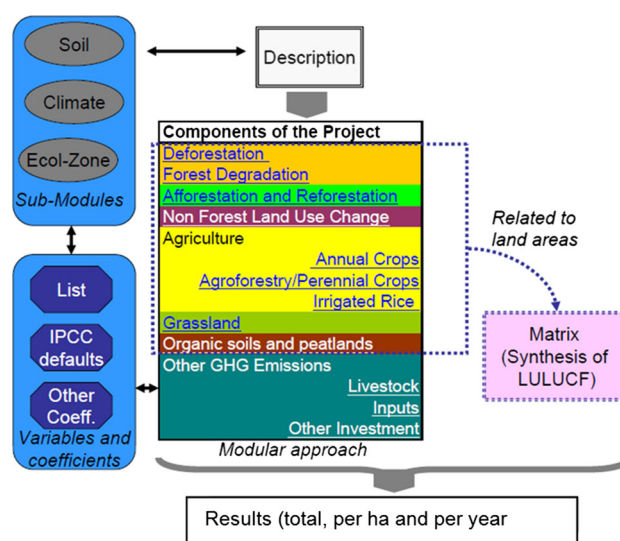 Soil
Climate
Ecol-Zone
Sub-Modules
Description
Components of the Project
Deforestation
Forest Degradation
Afforestation and Reforestation
Non Forest Land Use Change
Agriculture
Annual Crops
Agroforestry/Perennial Crops
Irrigated Rice
Grassland
Organic soils and peatlands
Other GHG Emissions
Livestock
Inputs
Other Investment
Modular approach
Related to
land areas
Matrix
(Synthesis of
LULUCF)
List
IPCC
defaults
Other
Coeff.
Variables and
coefficients
Results (total, per ha and per year